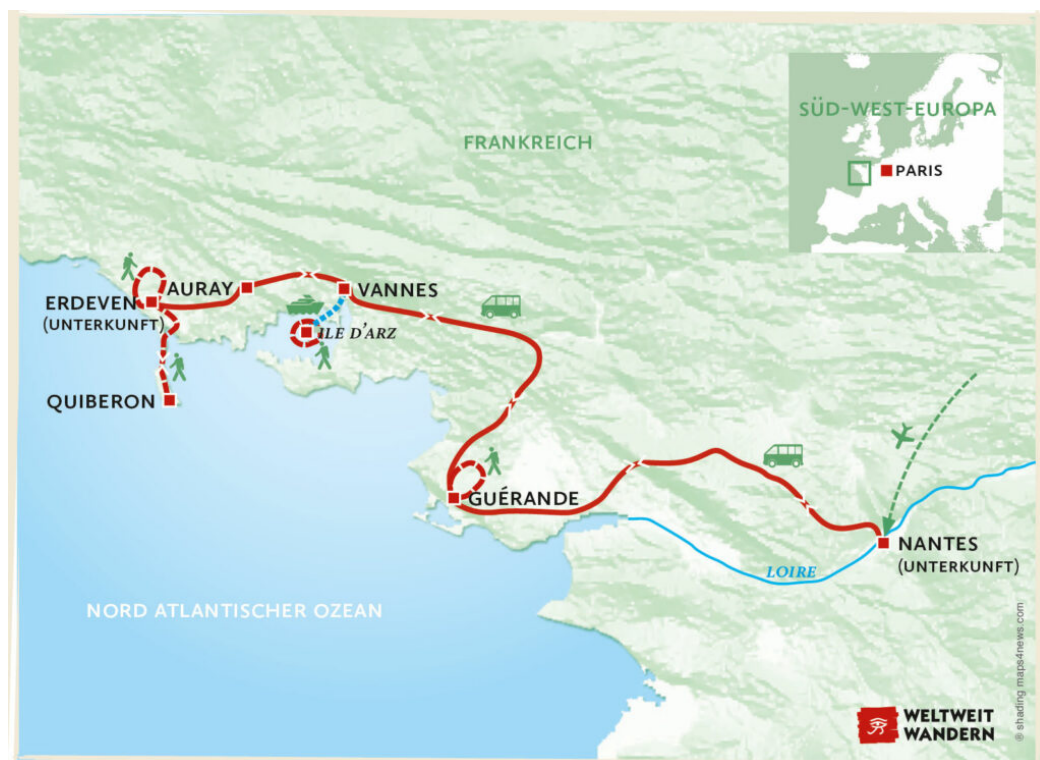 SÜD-WEST-EUROPA
FRANKREICH
PARIS
AURAY
VANNES
ERDEVEN
(UNTERKUNFT)
ILE D'ARZ
QUIBERON
GUÉRANDE
NANTES
(UNTERKUNFT)
LOIRE
NORD ATLANTISCHER OZEAN
WELTWEIT
WANDERN
© shading maps4news.com